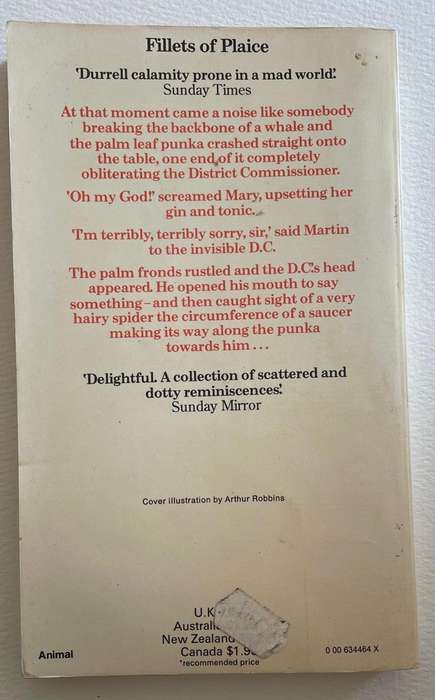 Fillets of Plaice
'Durrell calamity prone in a mad world'.
Sunday Times
At that moment came a noise like somebody
breaking the backbone of a whale and
the palm leaf punka crashed straight onto
the table, one end of it completely
obliterating the District Commissioner.
'Oh my God!' screamed Mary, upsetting her
gin and tonic.
'I'm terribly, terribly sorry, sir,' said Martin
to the invisible D.C.
The palm fronds rustled and the D.C.'s head
appeared. He opened his mouth to say
something–and then caught sight of a very
hairy spider the circumference of a saucer
making its way along the punka
towards him...
'Delightful. A collection of scattered and
dotty reminiscences'.
Sunday Mirror
Cover illustration by Arthur Robbins
U.K
New Zealand
Canada
*recommended price
Animal
0 00 634464 X